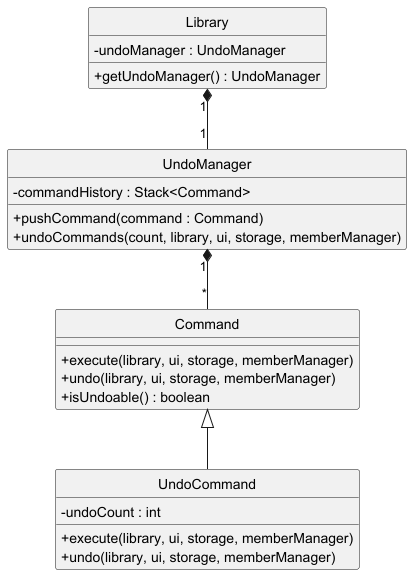 Library
-undoManager : UndoManager
+getUndoManager() : UndoManager
1
1
UndoManager
-commandHistory : Stack<Command>
+pushCommand(command : Command)
+undoCommands(count, library, ui, storage, memberManager)
1
*
Command
+execute(library, ui, storage, memberManager)
+undo(library, ui, storage, memberManager)
+isUndoable() : boolean
UndoCommand
-undoCount : int
+execute(library, ui, storage, memberManager)
+undo(library, ui, storage, memberManager)